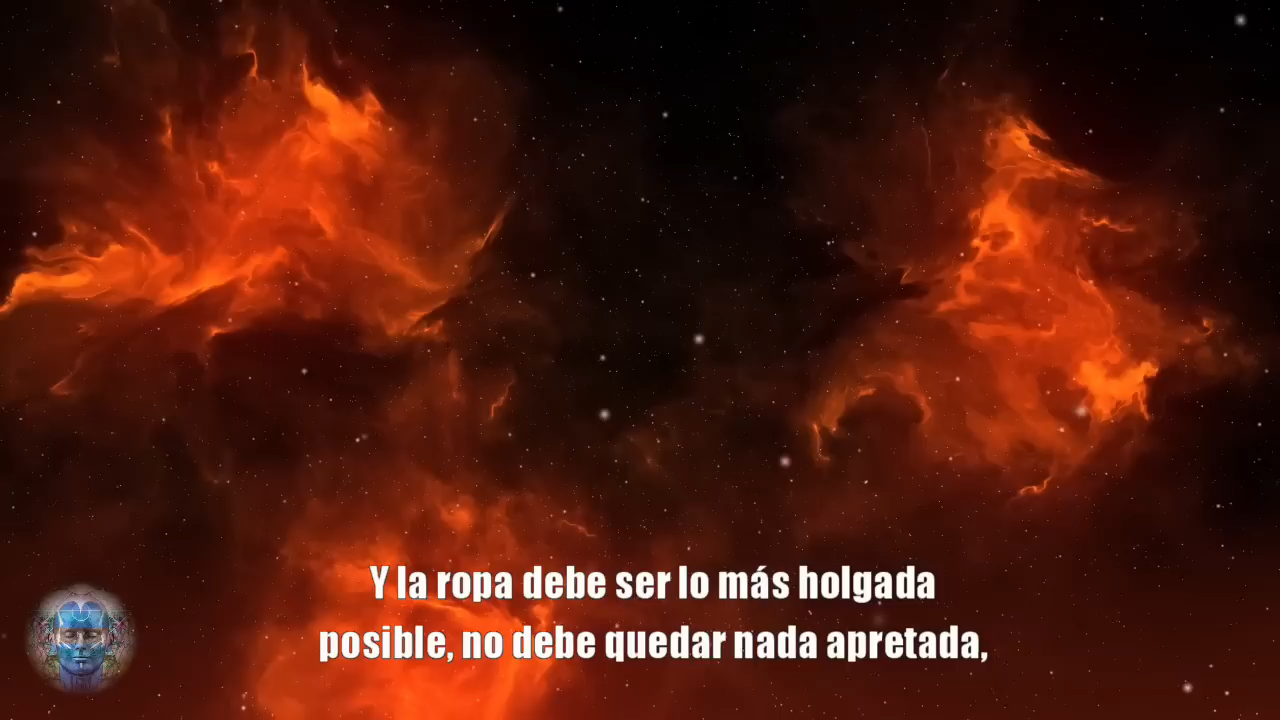 Y la ropa debe ser lo más holgada
posible, no debe quedar nada apretada,